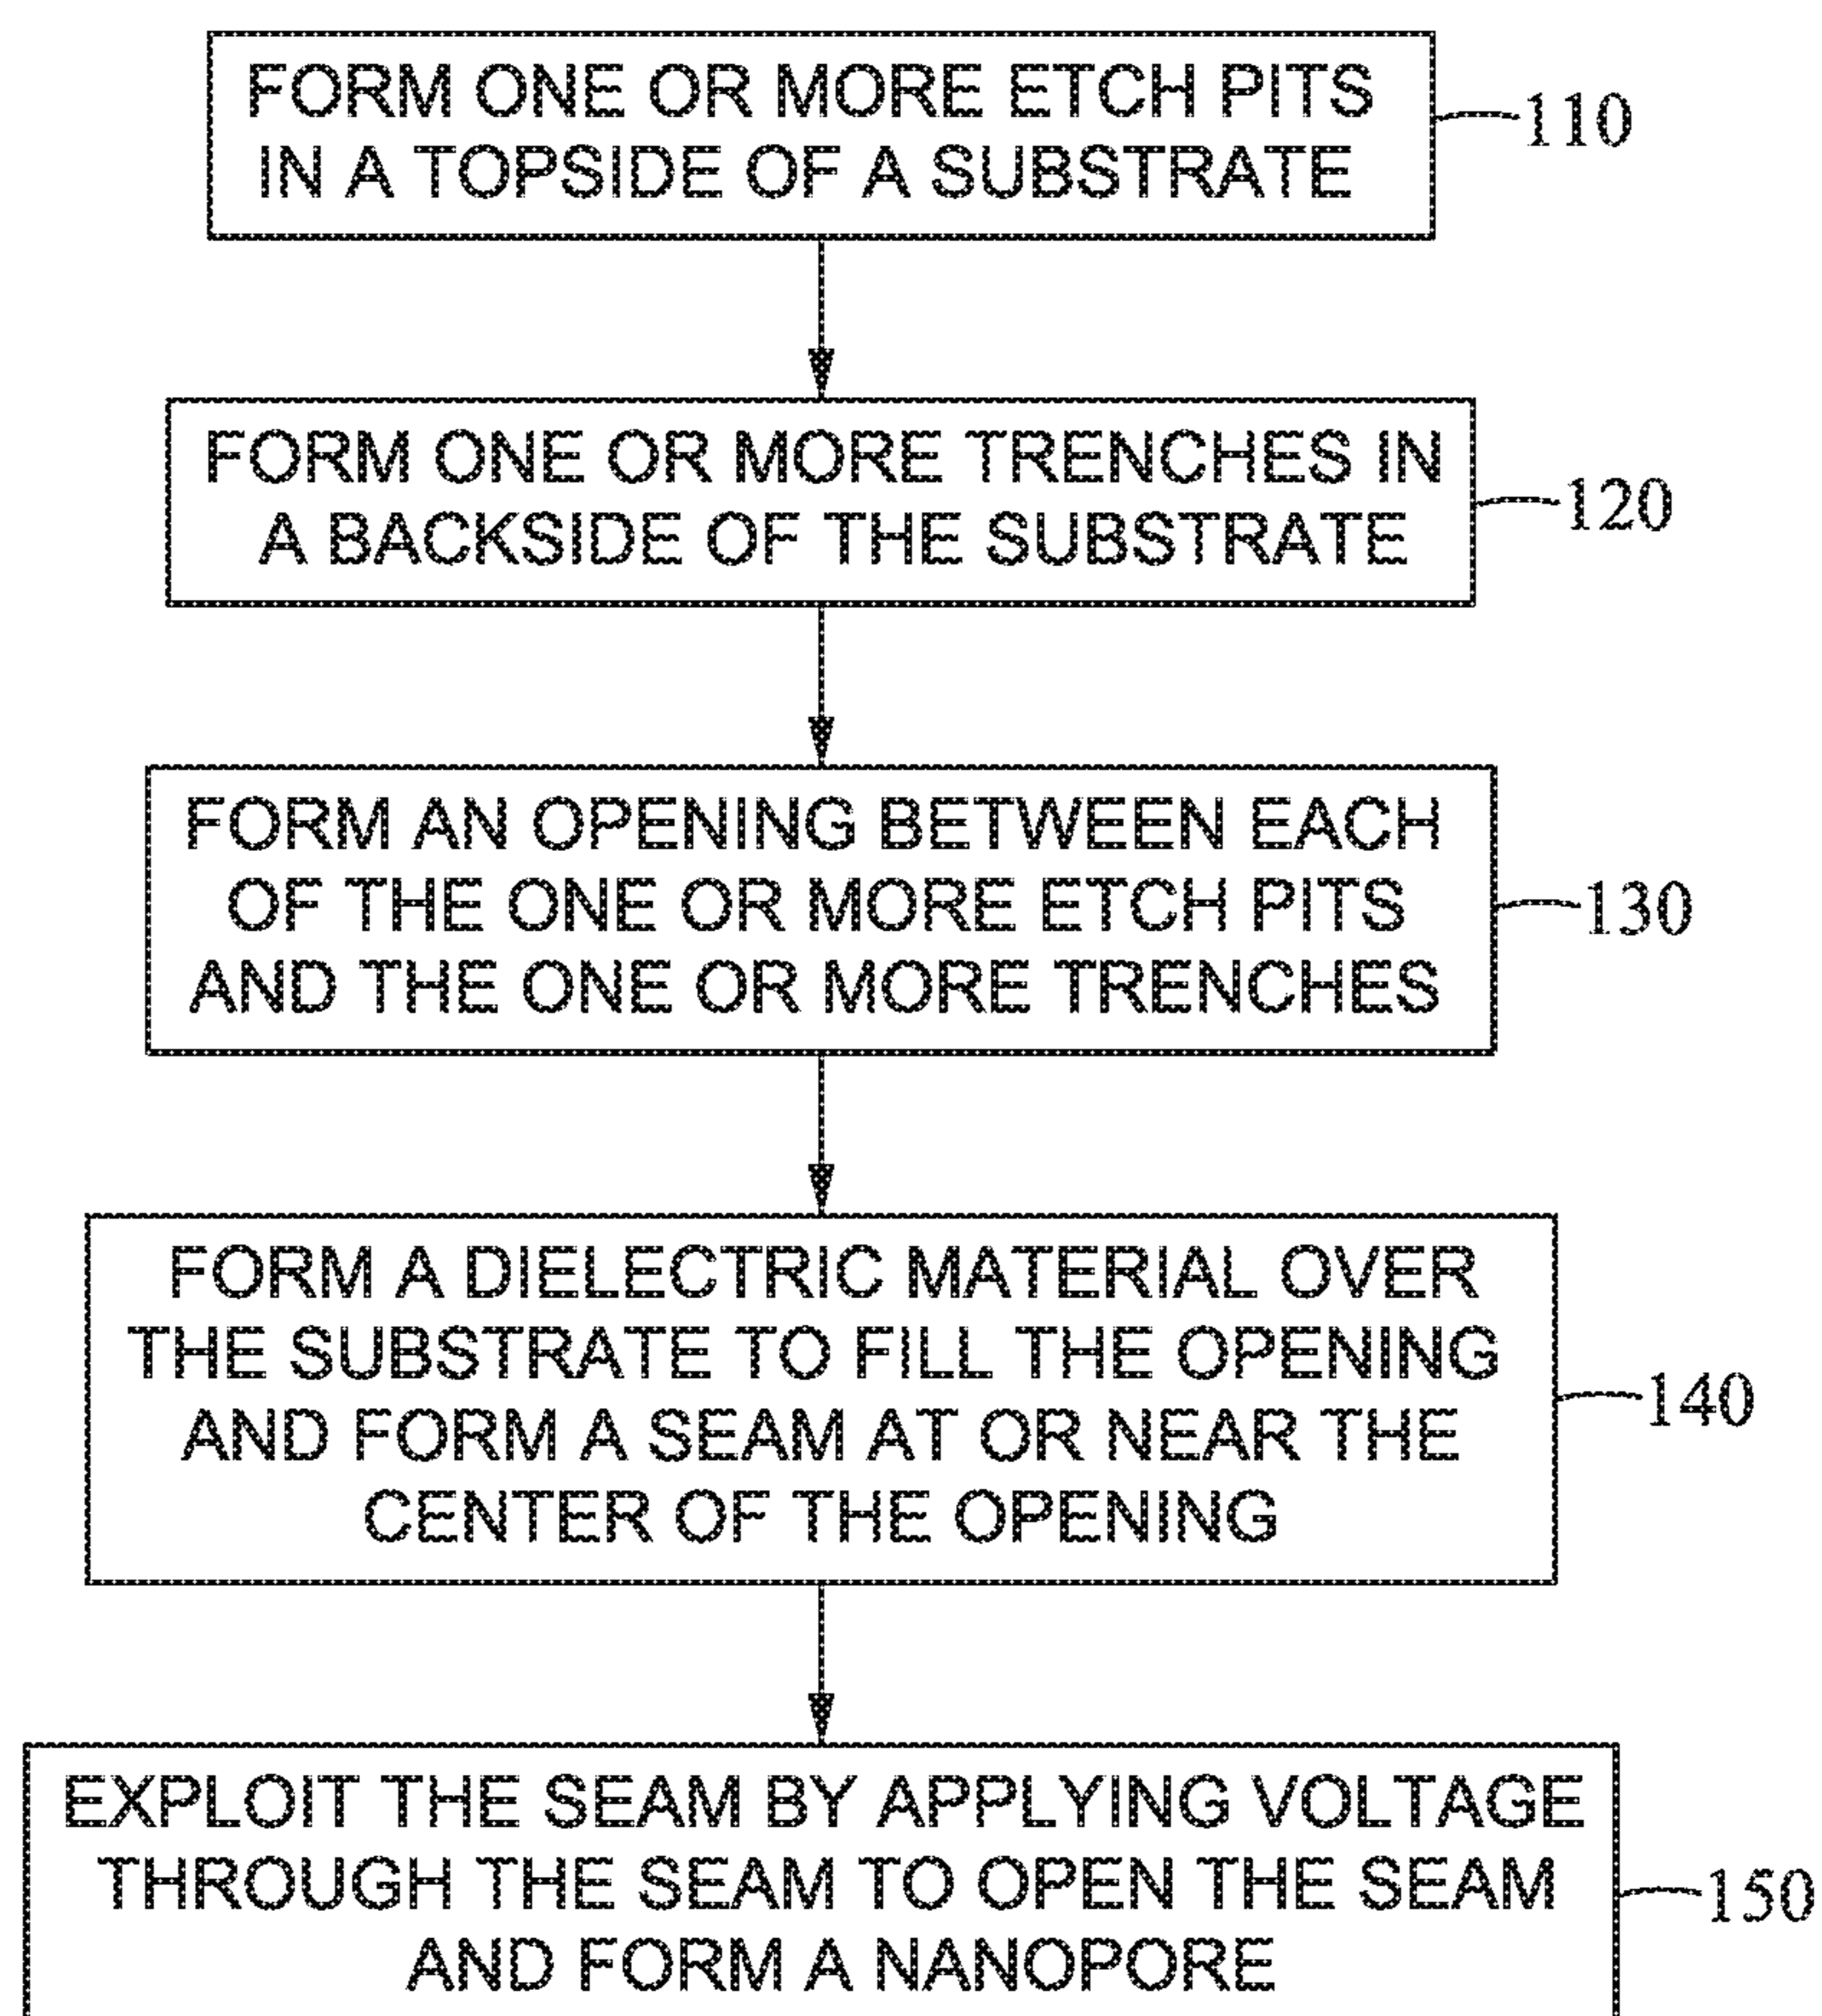 FORM ONE OR MORE ETCH PITS
IN A TOPSIDE OF A SUBSTRATE
110
FORM ONE OR MORE TRENCHES IN
A BACKSIDE OF THE SUBSTRATE
120
FORM AN OPENING BETWEEN EACH
OF THE ONE OR MORE ETCH PITS
AND THE ONE OR MORE TRENCHES
130
FORM A DIELECTRIC MATERIAL OVER
THE SUBSTRATE TO FILL THE OPENING
AND FORM A SEAM AT OR NEAR THE
CENTER OF THE OPENING
140
EXPLOIT THE SEAM BY APPLYING VOLTAGE
THROUGH THE SEAM TO OPEN THE SEAM
AND FORM A NANOPORE
150